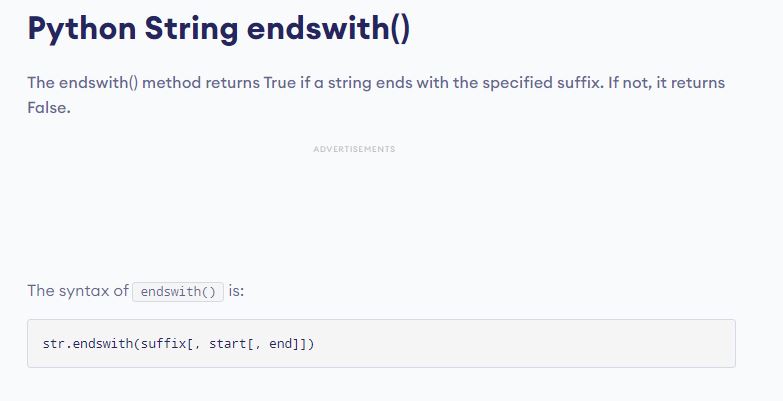 Python String endswith()
The endswith() method returns True if a string ends with the specified suffix. If not, it returns
False.
ADVERTISEMENTS
The syntax of endswith() is:
str.endswith(suffix[, start[, end]])